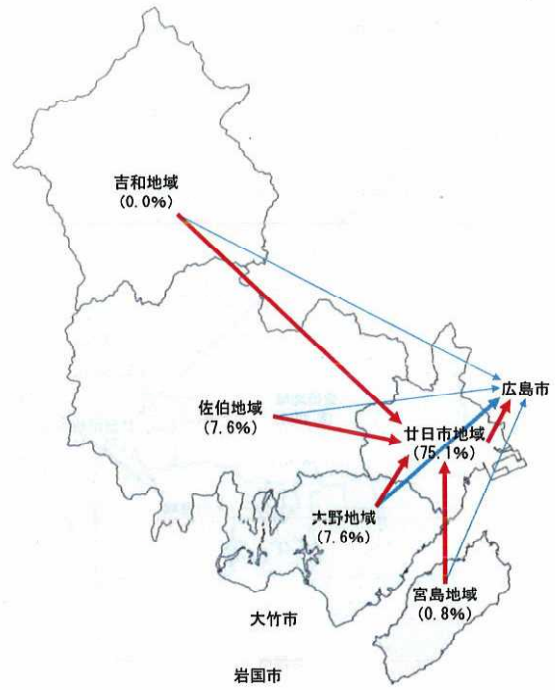 吉和地域
(0.0%)
広島市
佐伯地域
(7.6%)
廿日市地域
(75.1%)
大野地域
(7.6%)
宮島地域
(0.8%)
大竹市
岩国市